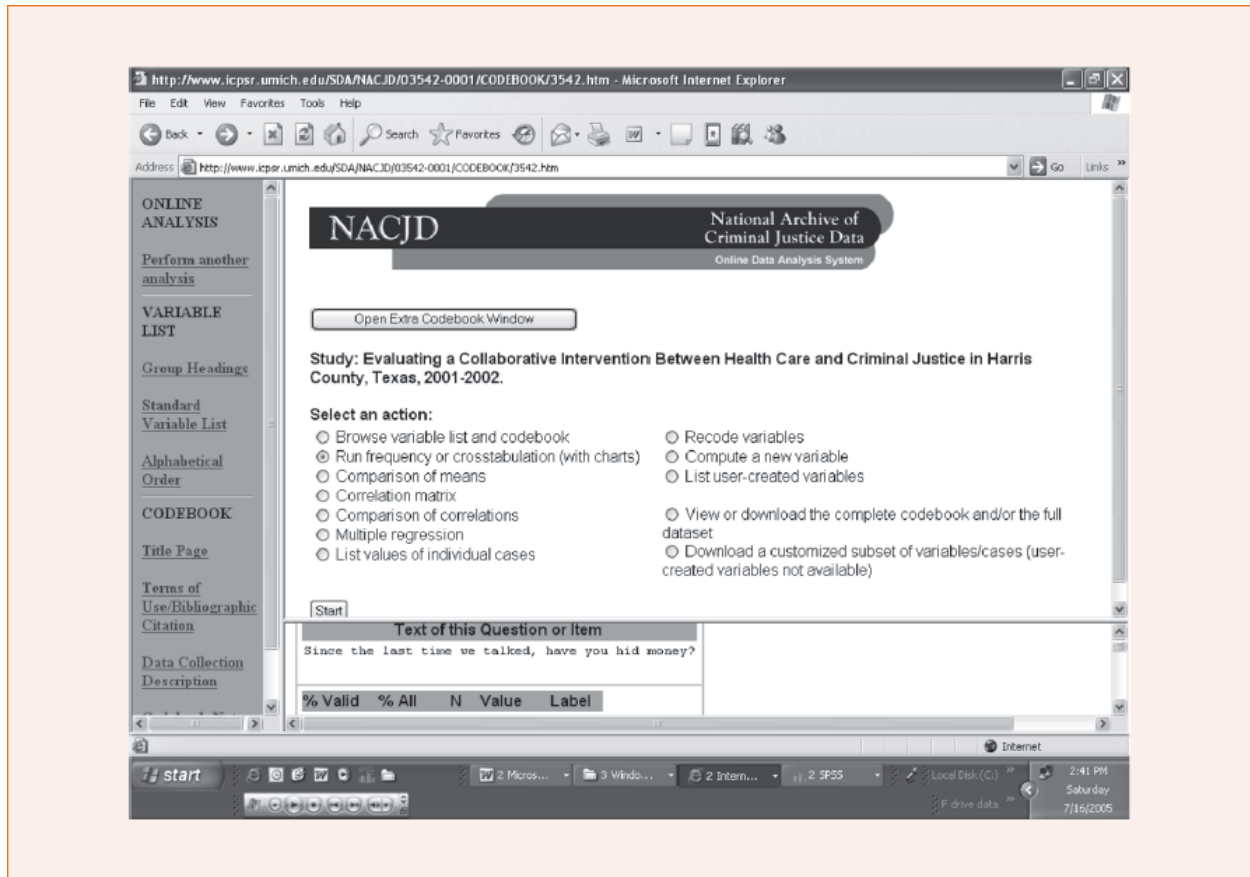 http://www.icpsr.umich.edu/SDA/NACJD/03542-0001/CODEBOOK/3542.htm - Microsoft Internet Explorer
File Edit View Favorites Tools Help
Back Search Favorites
Address http://www.icpsr.umich.edu/SDA/NACJD/03542-0001/CODEBOOK/3542.htm Go Links »
ONLINE
ANALYSIS
Perform another
analysis
VARIABLE
LIST
Group Headings
Standard
Variable List
Alphabetical
Order
CODEBOOK
Title Page
Terms of
Use/Bibliographic
Citation
Data Collection
Description
NACJD
National Archive of
Criminal Justice Data
Online Data Analysis System
Open Extra Codebook Window
Study: Evaluating a Collaborative Intervention Between Health Care and Criminal Justice in Harris
County, Texas, 2001-2002.
Select an action:
Browse variable list and codebook
Run frequency or crosstabulation (with charts)
Comparison of means
Correlation matrix
Comparison of correlations
Multiple regression
List values of individual cases
Recode variables
Compute a new variable
List user-created variables
View or download the complete codebook and/or the full
dataset
Download a customized subset of variables/cases (user-
created variables not available)
Start
Text of this Question or Item
Since the last time we talked, have you hid money?
% Valid % All N Value Label
Internet
start 2 Micros... 3 Windo... 2 Intern... 2 SPSS Local Disk (C:) » 2:41 PM
Saturday
F drive data » 7/16/2005